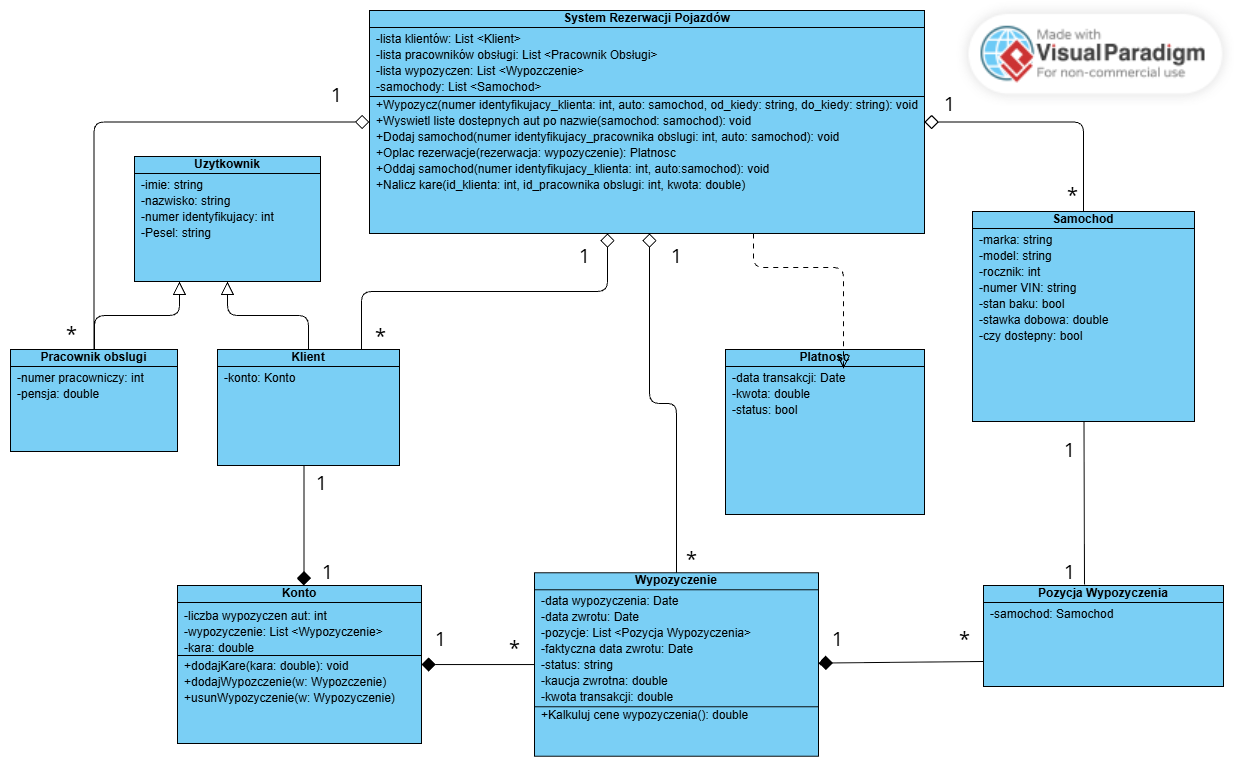 System Rezerwacji Pojazdów
-lista klientów: List <Klient>
-lista pracowników obsługi: List <Pracownik Obsługi>
-lista wypozyczen: List <Wypozczenie>
-samochody: List <Samochod>
+Wypozycz(numer identyfikujacy_klienta: int, auto: samochod, od_kiedy: string, do_kiedy: string): void
+Wyswietl liste dostepnych aut po nazwie(samochod: samochod): void
+Dodaj samochod(numer identyfikujacy_pracownika obslugi: int, auto: samochod): void
+Oplac rezerwacje(rezerwacja: wypozyczenie): Platnosc
+Oddaj samochod(numer identyfikujacy_klienta: int, auto:samochod): void
+Nalicz kare(id_klienta: int, id_pracownika obslugi: int, kwota: double)
Made with
VisualParadigm
For non-commercial use
1
1
Uzytkownik
-imie: string
-nazwisko: string
-numer identyfikujacy: int
-Pesel: string
*
Samochod
-marka: string
-model: string
-rocznik: int
-numer VIN: string
-stan baku: bool
-stawka dobowa: double
-czy dostepny: bool
1
1
*
*
Pracownik obslugi
-numer pracowniczy: int
-pensja: double
Klient
-konto: Konto
Platnosc
-data transakcji: Date
-kwota: double
-status: bool
1
1
1
*
1
Konto
-liczba wypozyczen aut: int
-wypozyczenie: List <Wypozyczenie>
-kara: double
+dodajKare(kara: double): void
+dodajWypozczenie(w: Wypozczenie)
+usunWypozyczenie(w: Wypozyczenie)
1
*
Wypozyczenie
-data wypozyczenia: Date
-data zwrotu: Date
-pozycje: List <Pozycja Wypozyczenia>
-faktyczna data zwrotu: Date
-status: string
-kaucja zwrotna: double
-kwota transakcji: double
+Kalkuluj cene wypozyczenia(): double
1
*
Pozycja Wypozyczenia
-samochod: Samochod